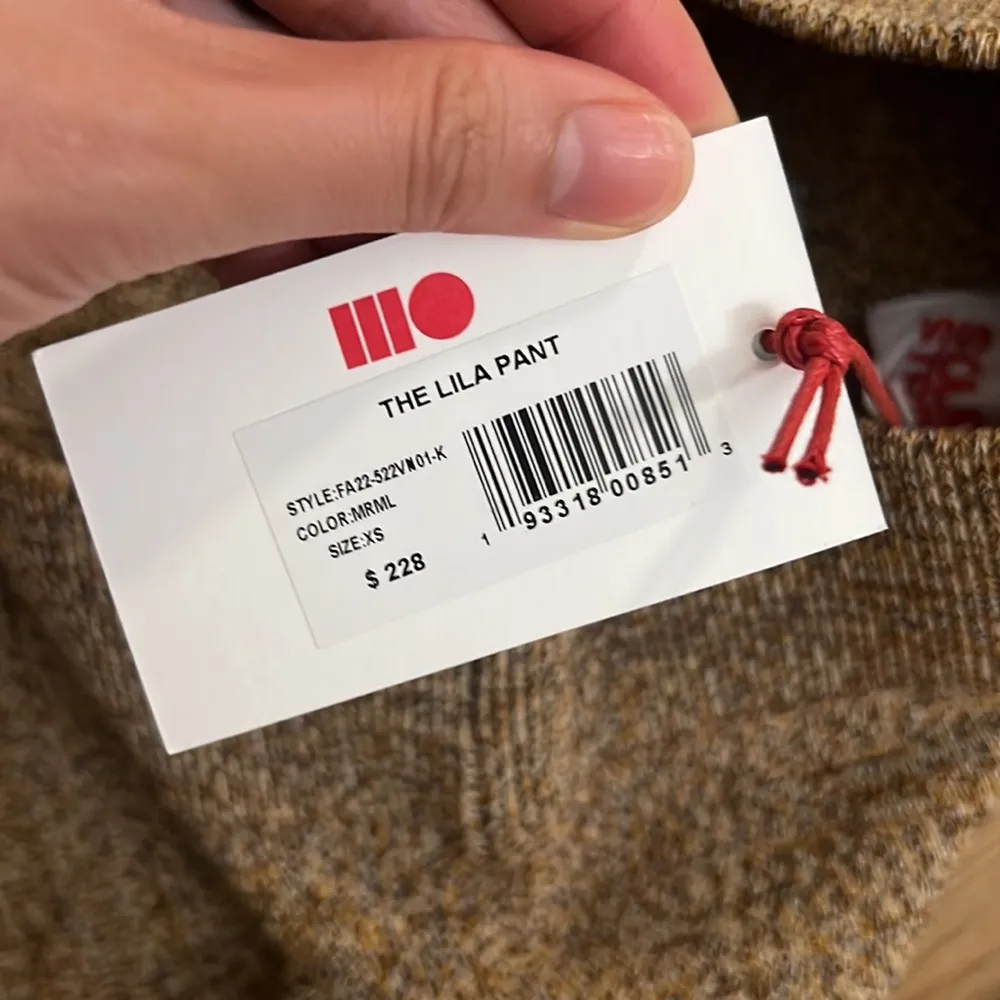 THE LILA PANT
STYLE:FA22-522VN01-K
COLOR:MRML
SIZE:XS
$ 228
1 93318 00851 3